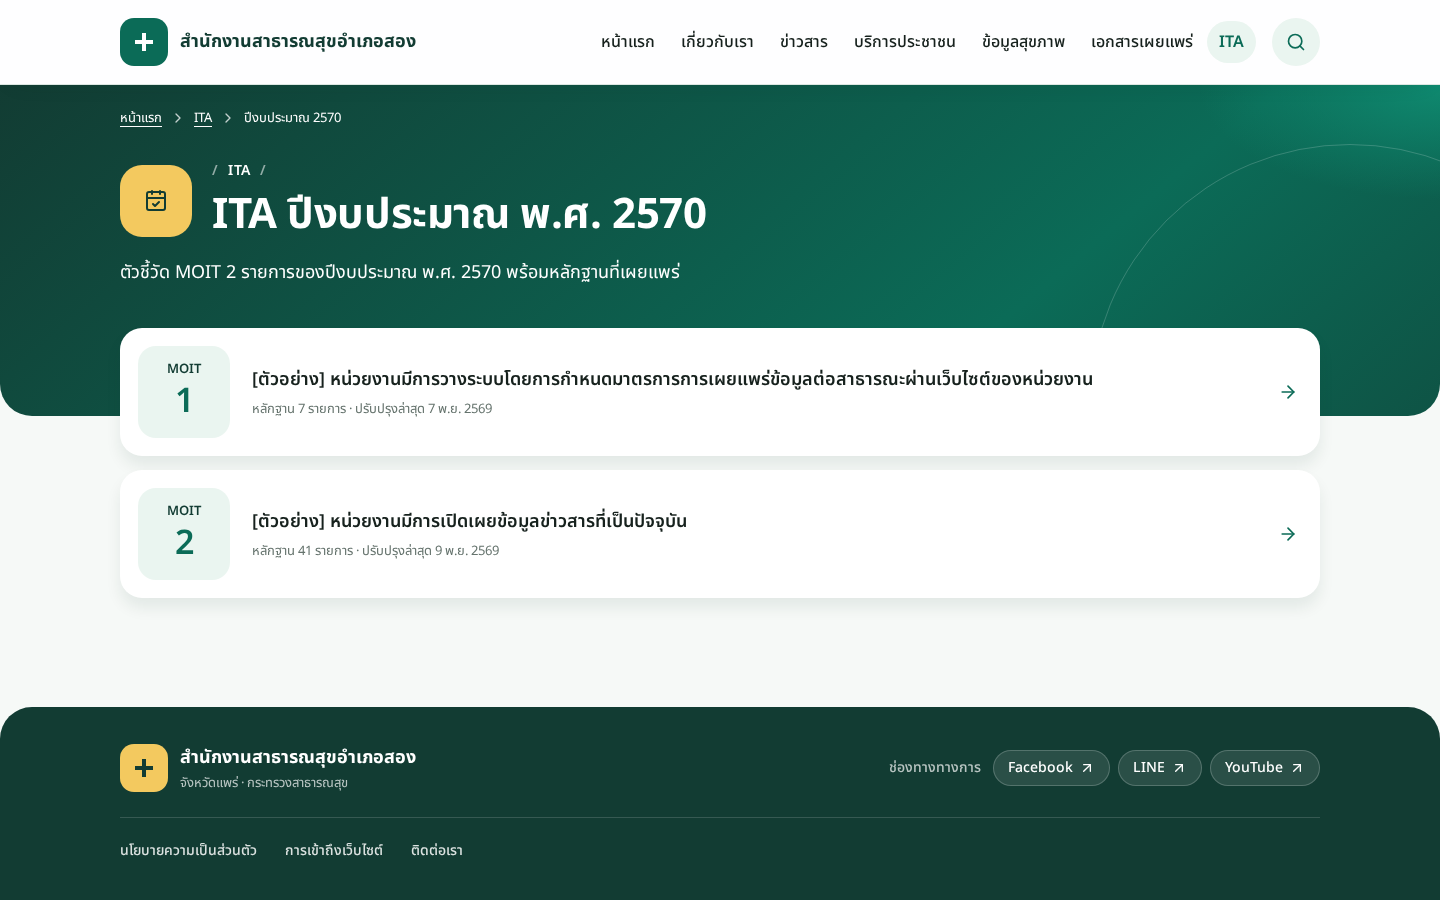 สำนักงานสาธารณสุขอำเภอสอง
หน้าแรก เกี่ยวกับเรา ข่าวสาร บริการประชาชน ข้อมูลสุขภาพ เอกสารเผยแพร่ ITA
หน้าแรก ITA ปีงบประมาณ 2570
/ ITA /
ITA ปีงบประมาณ พ.ศ. 2570
ตัวชี้วัด MOIT 2 รายการของปีงบประมาณ พ.ศ. 2570 พร้อมหลักฐานที่เผยแพร่
MOIT
1
[ตัวอย่าง] หน่วยงานมีการวางระบบโดยการกำหนดมาตรการการเผยแพร่ข้อมูลต่อสาธารณะผ่านเว็บไซต์ของหน่วยงาน
หลักฐาน 7 รายการ · ปรับปรุงล่าสุด 7 พ.ย. 2569
MOIT
2
[ตัวอย่าง] หน่วยงานมีการเปิดเผยข้อมูลข่าวสารที่เป็นปัจจุบัน
หลักฐาน 41 รายการ · ปรับปรุงล่าสุด 9 พ.ย. 2569
สำนักงานสาธารณสุขอำเภอสอง
จังหวัดแพร่ · กระทรวงสาธารณสุข
ช่องทางทางการ Facebook LINE YouTube
นโยบายความเป็นส่วนตัว การเข้าถึงเว็บไซต์ ติดต่อเรา